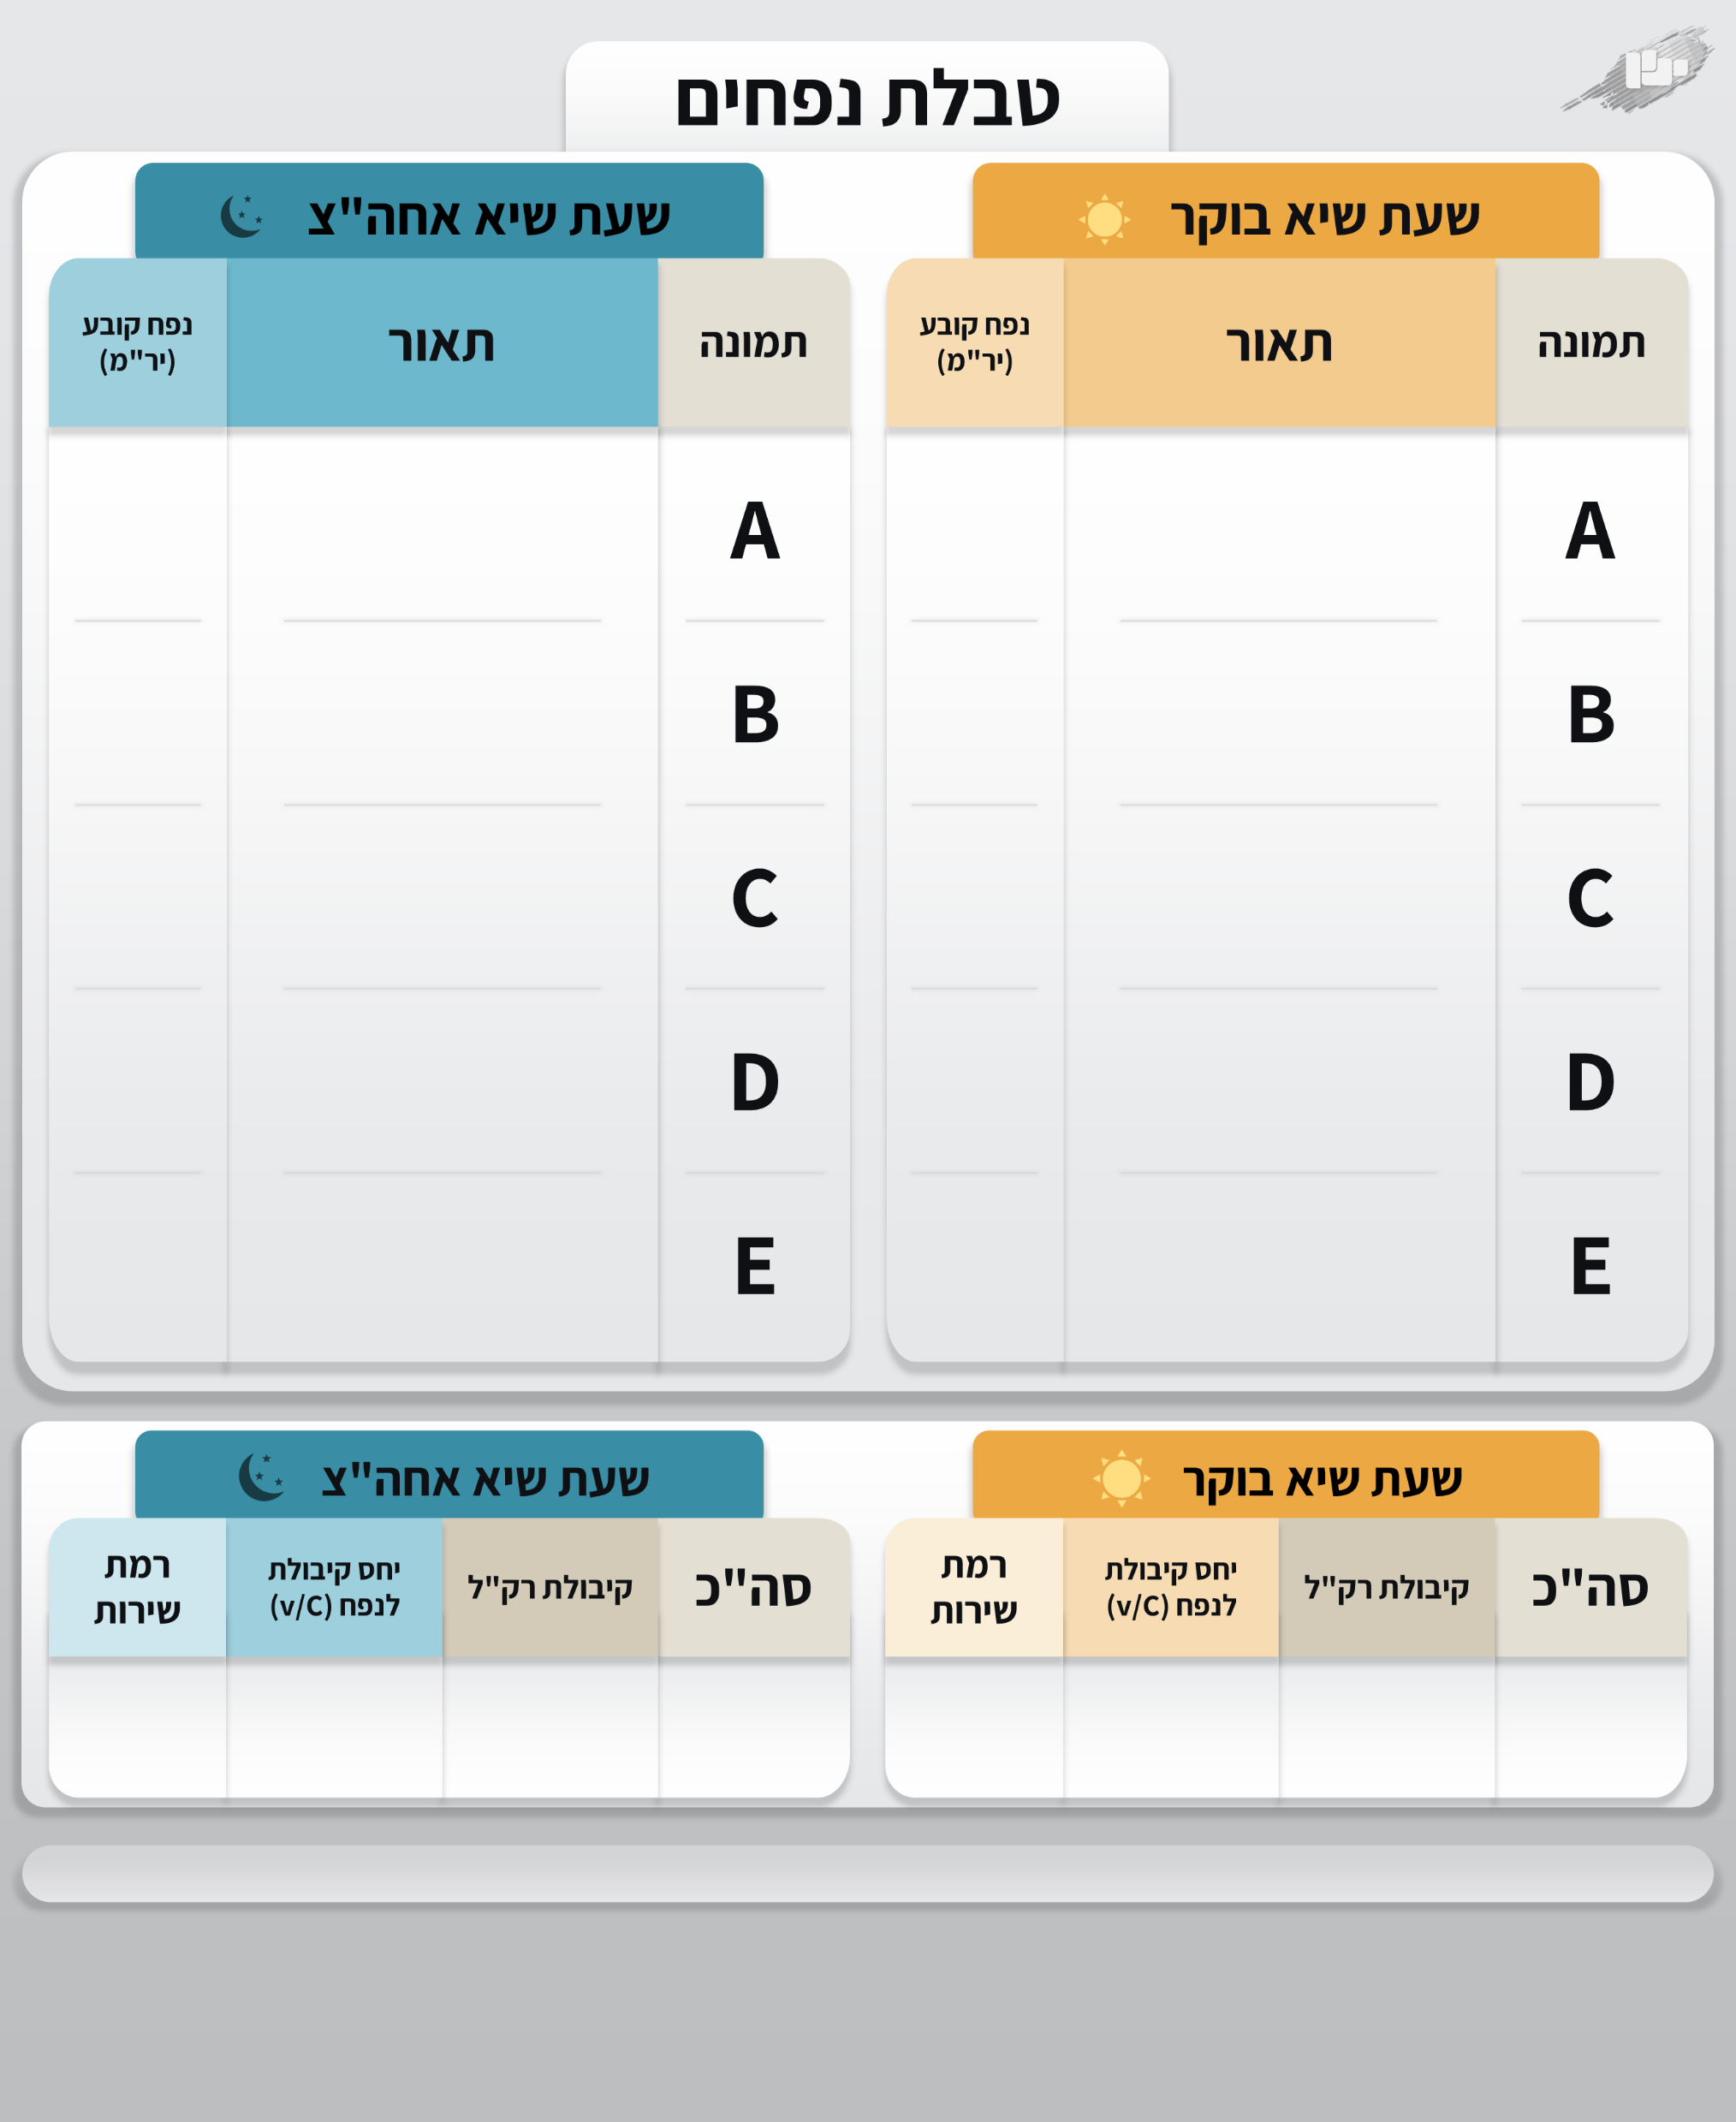 טבלת נפחים
שעת שיא בוקר
תמונה
תאור
נפח קובע
(יר"מ)
A
B
C
D
E
שעת שיא אחה"צ
תמונה
תאור
נפח קובע
(יר"מ)
A
B
C
D
E
שעת שיא בוקר
סה"כ
קיבולת רק"ל
יחס קיבולת
לנפח (v/C)
רמת
שירות
שעת שיא אחה"צ
סה"כ
קיבולת רק"ל
יחס קיבולת
לנפח (v/C)
רמת
שירות